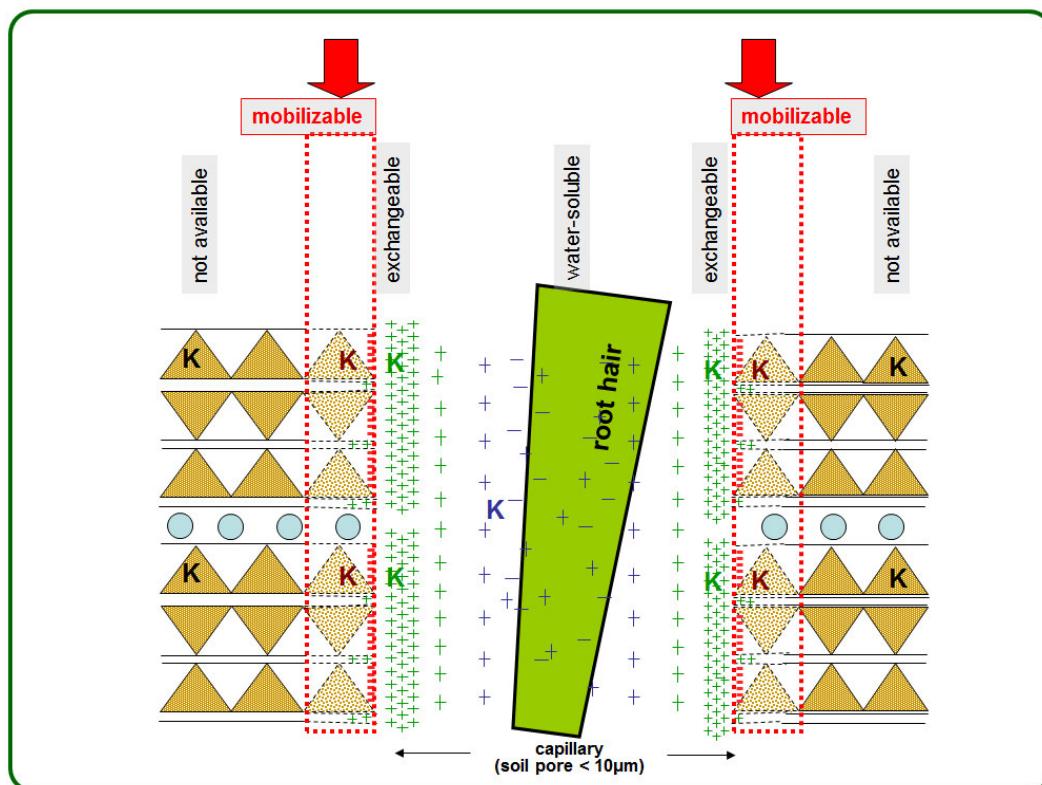 mobilizable
mobilizable
not available
exchangeable
water-soluble
exchangeable
not available
K
K
K
K
K
K
root hair
K
K
K
K
K
K
K
capillary
(soil pore < 10µm)